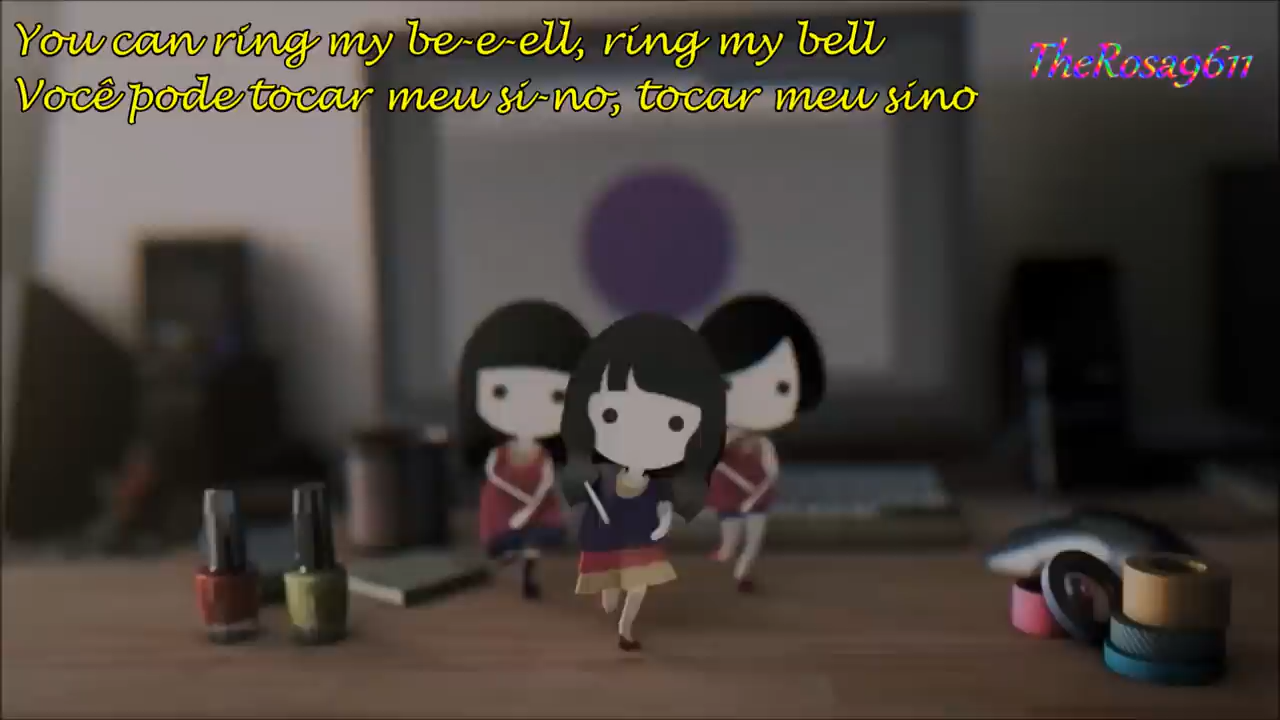 You can ring my be-e-ell, ring my bell
Você pode tocar meu si-no, tocar meu sino
TheRosa9611